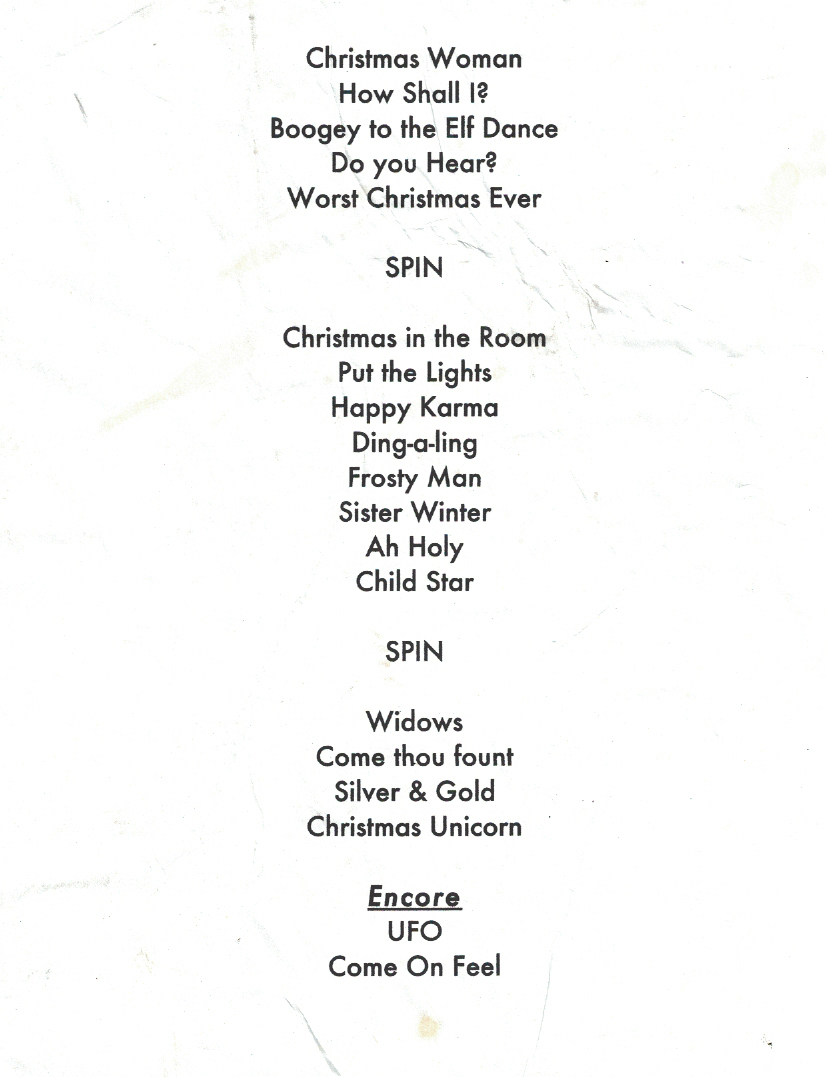 Christmas Woman
How Shall I?
Boogey to the Elf Dance
Do you Hear?
Worst Christmas Ever
SPIN
Christmas in the Room
Put the Lights
Happy Karma
Ding-a-ling
Frosty Man
Sister Winter
Ah Holy
Child Star
SPIN
Widows
Come thou fount
Silver & Gold
Christmas Unicorn
Encore
UFO
Come On Feel